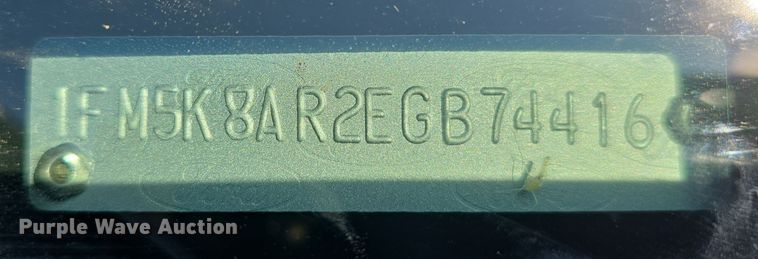 1FM5K8AR2EGB74416
Purple Wave Auction